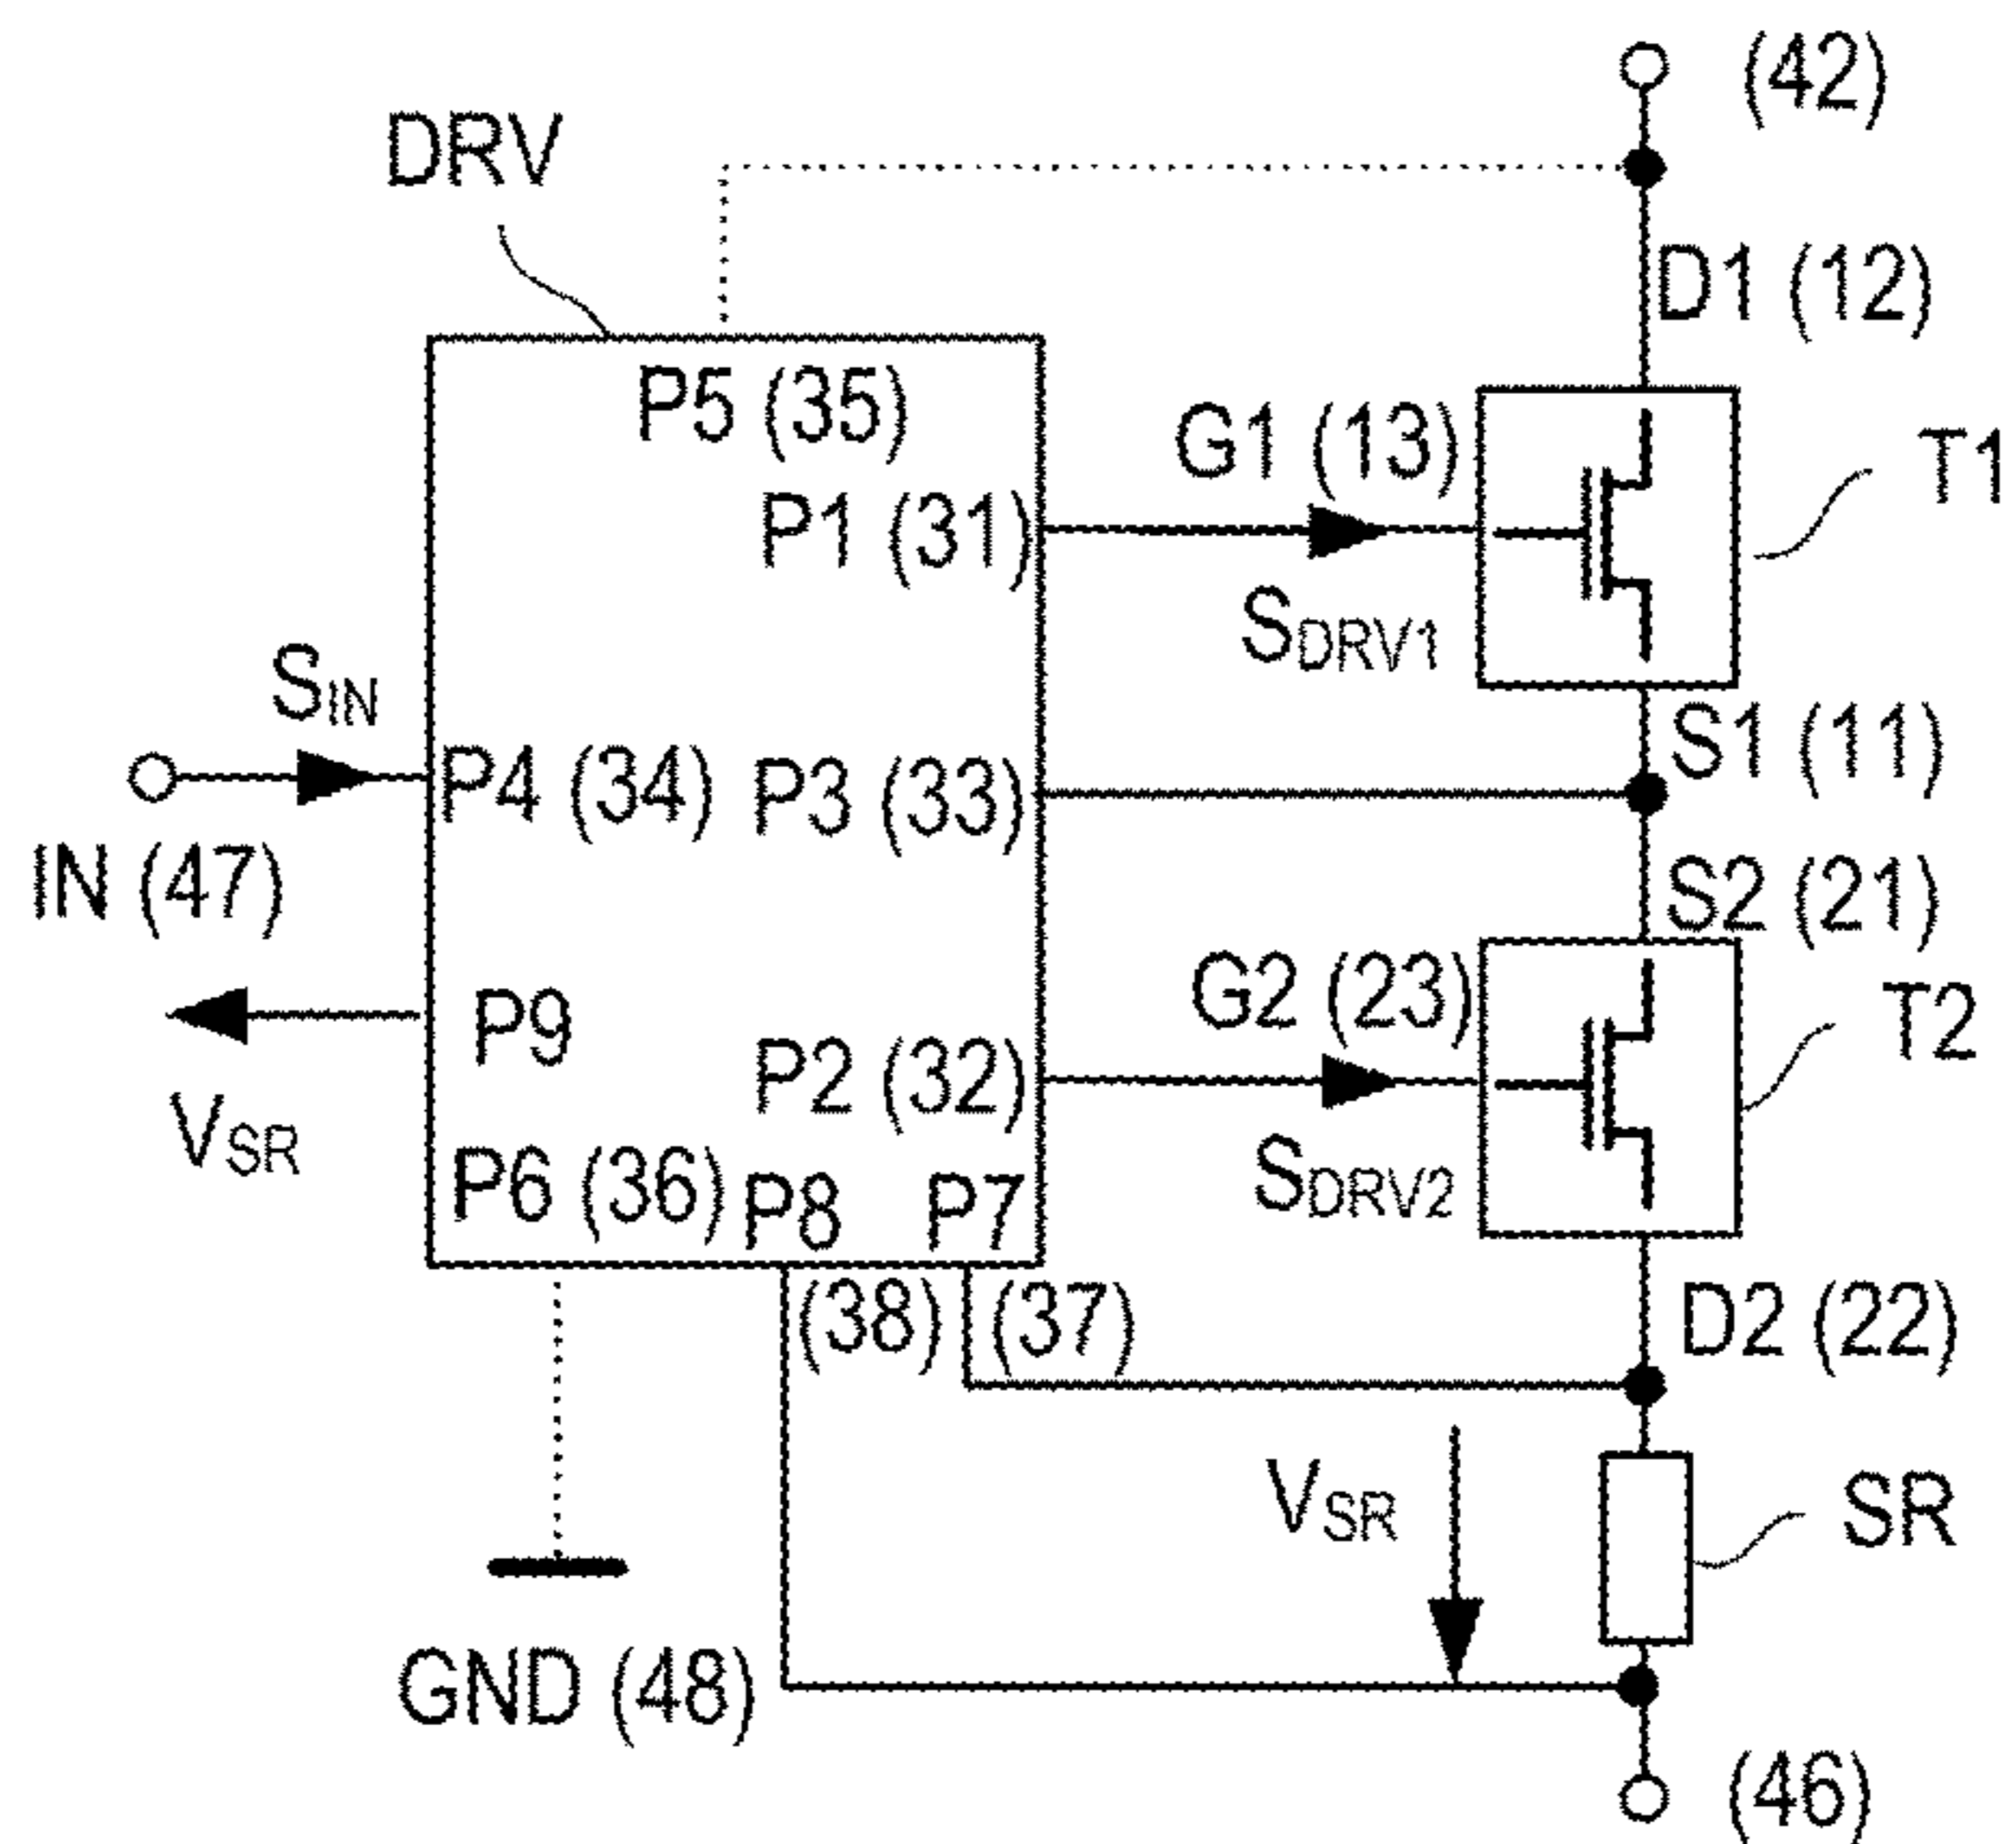 (42)
DRV
D1 (12)
P5 (35)
G1 (13)
T1
P1 (31)
SDRV1
SIN
S1 (11)
P4 (34)
P3 (33)
IN (47)
S2 (21)
G2 (23)
T2
P9
P2 (32)
VSR
SDRV2
P6 (36)
P8
P7
(38)
(37)
D2 (22)
VSR
SR
GND (48)
(46)